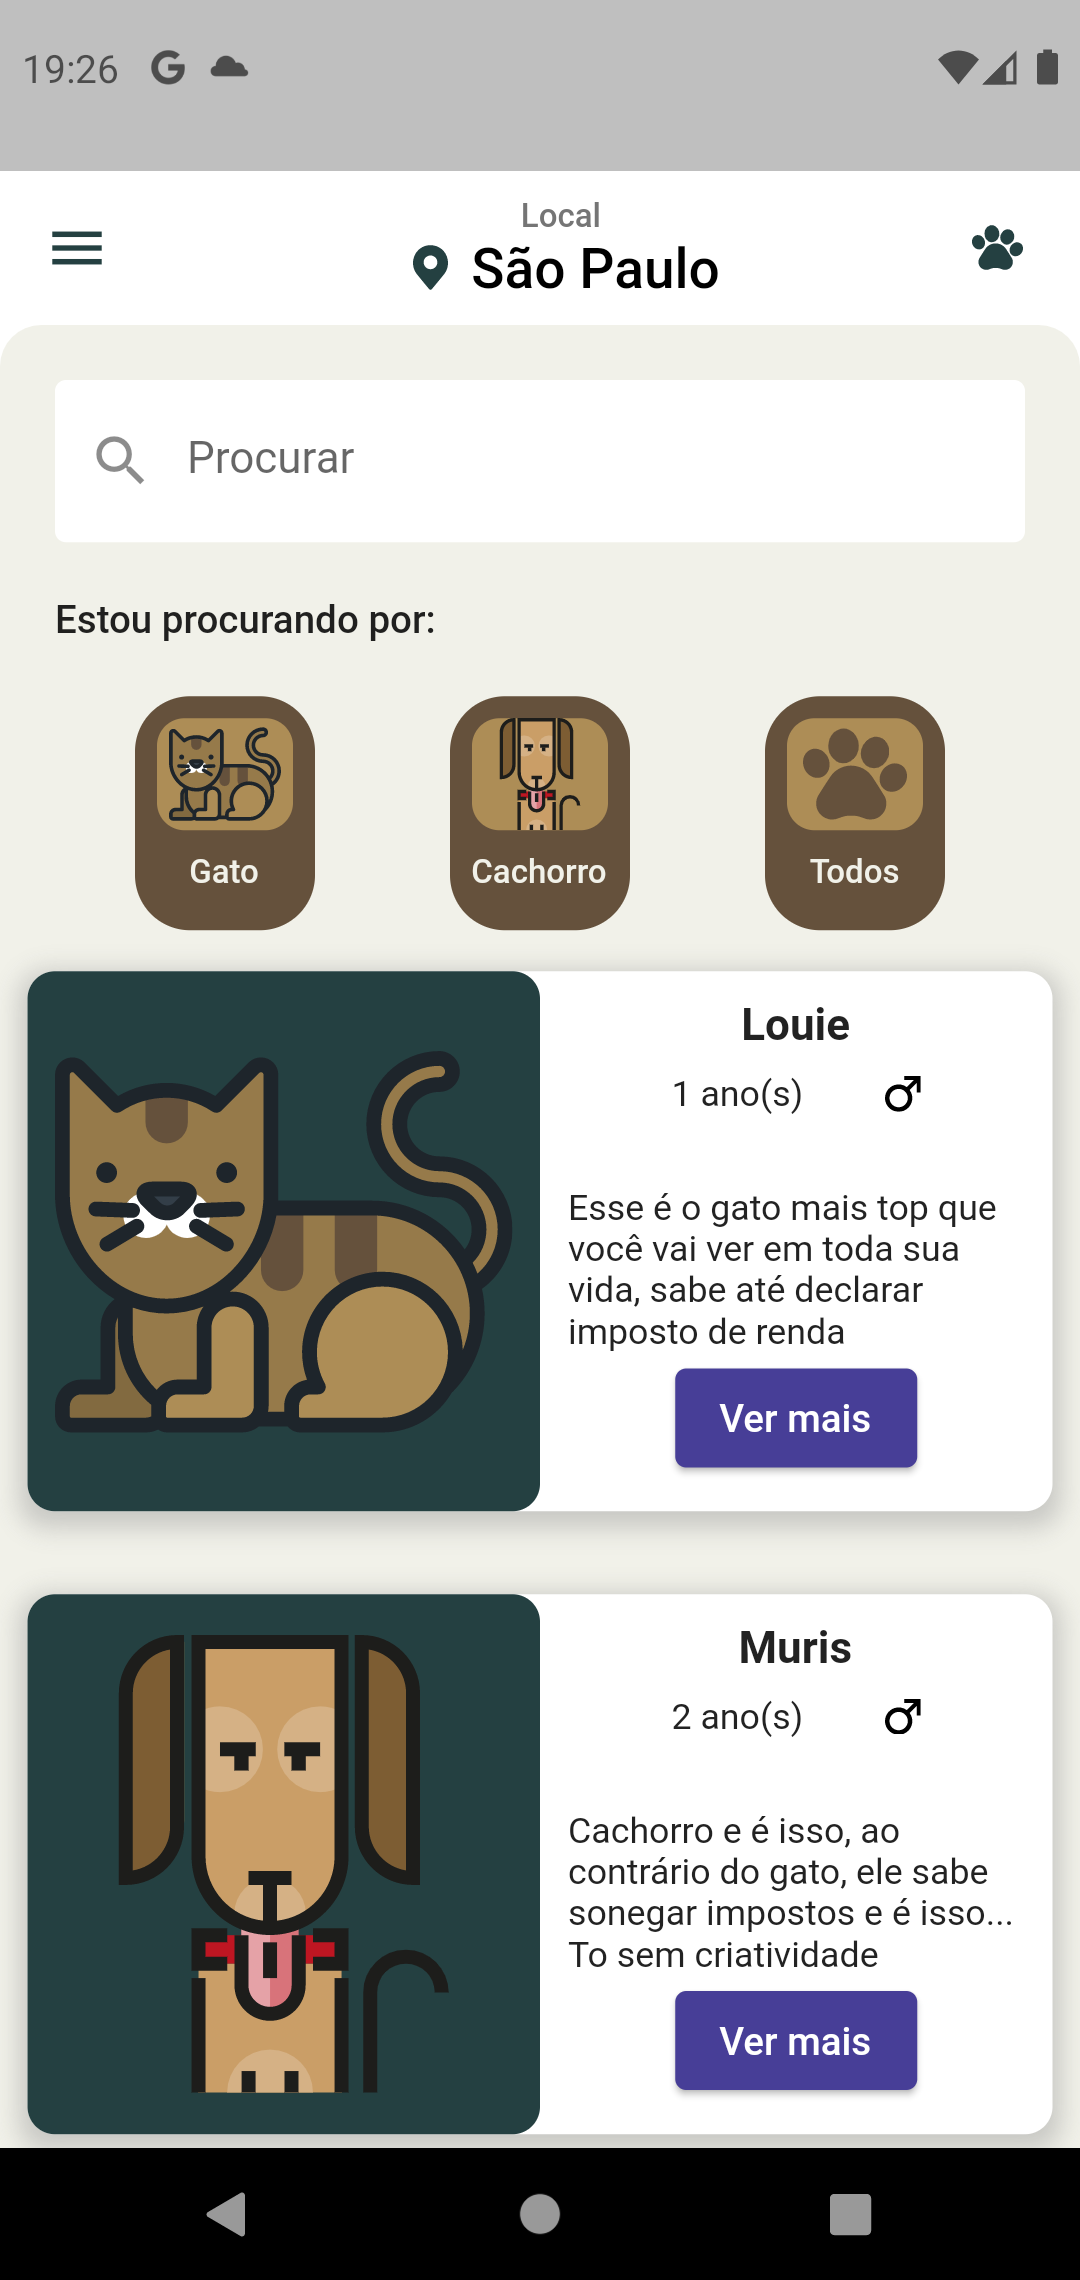 19:26
Local
São Paulo
Procurar
Estou procurando por:
Gato
Cachorro
Todos
Louie
1 ano(s)
Esse é o gato mais top que
você vai ver em toda sua
vida, sabe até declarar
imposto de renda
Ver mais
Muris
2 ano(s)
Cachorro e é isso, ao
contrário do gato, ele sabe
sonegar impostos e é isso...
To sem criatividade
Ver mais